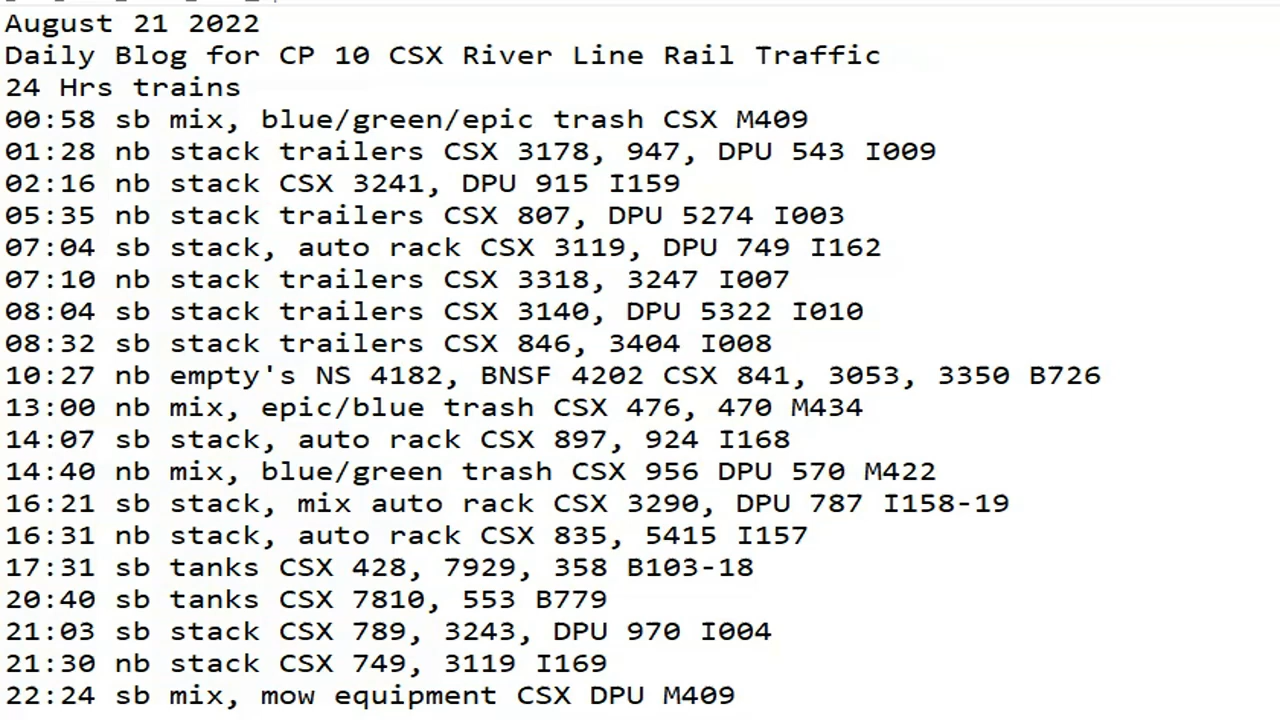 August 21 2022
Daily Blog for CP 10 CSX River Line Rail Traffic
24 Hrs trains
00:58 sb mix, blue/green/epic trash CSX M409
01:28 nb stack trailers CSX 3178, 947, DPU 543 I009
02:16 nb stack CSX 3241, DPU 915 I159
05:35 nb stack trailers CSX 807, DPU 5274 I003
07:04 sb stack, auto rack CSX 3119, DPU 749 I162
07:10 nb stack trailers CSX 3318, 3247 I007
08:04 sb stack trailers CSX 3140, DPU 5322 I010
08:32 sb stack trailers CSX 846, 3404 I008
10:27 nb empty's NS 4182, BNSF 4202 CSX 841, 3053, 3350 B726
13:00 nb mix, epic/blue trash CSX 476, 470 M434
14:07 sb stack, auto rack CSX 897, 924 I168
14:40 nb mix, blue/green trash CSX 956 DPU 570 M422
16:21 sb stack, mix auto rack CSX 3290, DPU 787 I158-19
16:31 nb stack, auto rack CSX 835, 5415 I157
17:31 sb tanks CSX 428, 7929, 358 B103-18
20:40 sb tanks CSX 7810, 553 B779
21:03 sb stack CSX 789, 3243, DPU 970 I004
21:30 nb stack CSX 749, 3119 I169
22:24 sb mix, mow equipment CSX DPU M409